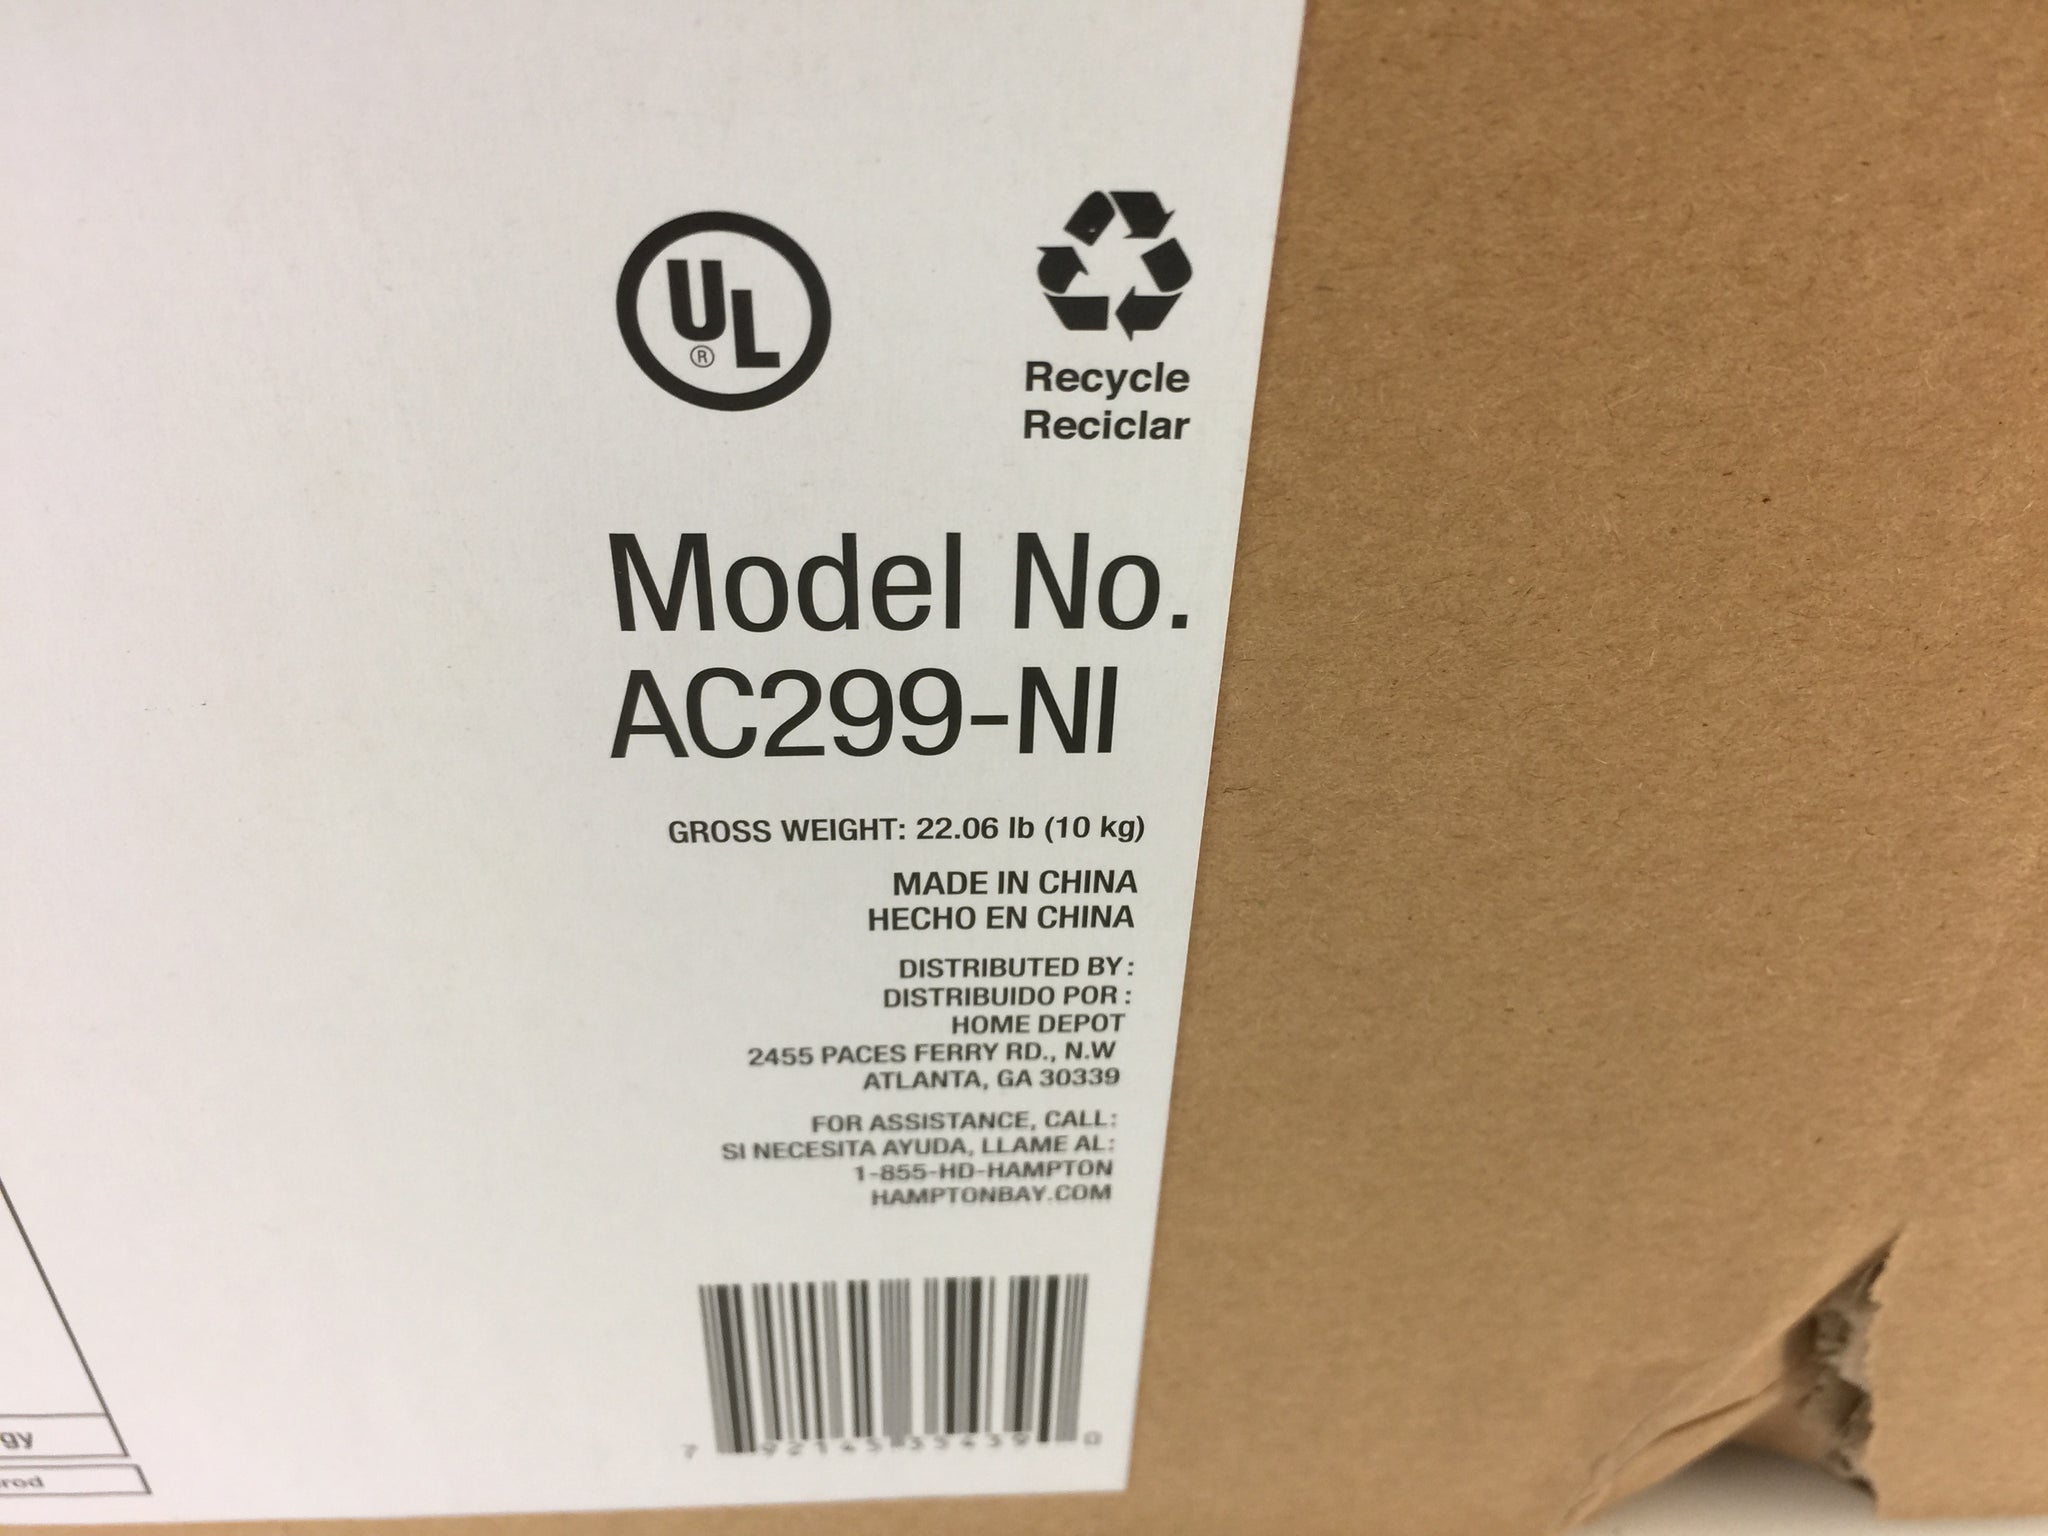 UL
®
Recycle
Reciclar
Model No.
AC299-NI
GROSS WEIGHT: 22.06 lb (10 kg)
MADE IN CHINA
HECHO EN CHINA
DISTRIBUTED BY:
DISTRIBUIDO POR :
HOME DEPOT
2455 PACES FERRY RD., N.W
ATLANTA, GA 30339
FOR ASSISTANCE, CALL:
SI NECESITA AYUDA, LLAME AL:
1-855-HD-HAMPTON
HAMPTONBAY.COM
gy
rod